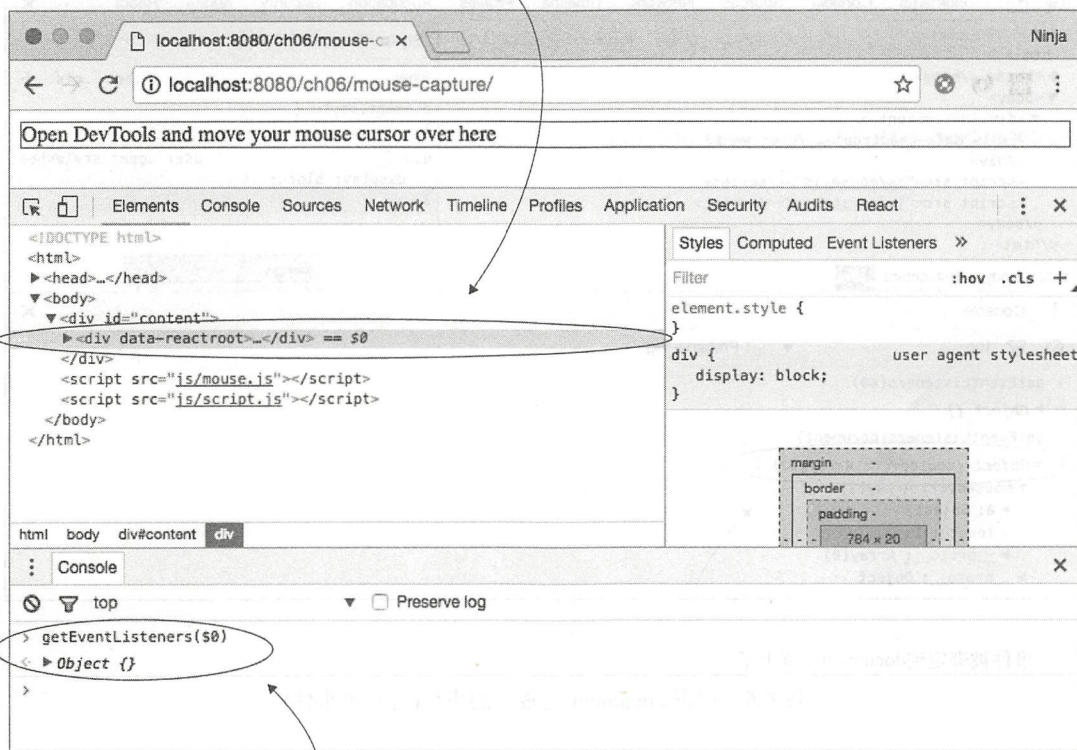 localhost:8080/ch06/mouse-c ×
Ninja
localhost:8080/ch06/mouse-capture/
Open DevTools and move your mouse cursor over here
Elements Console Sources Network Timeline Profiles Application Security Audits React
<!DOCTYPE html>
<html>
▶<head>…</head>
▼<body>
▼<div id="content">
▶<div data-reactroot>…</div> == $0
</div>
<script src="js/mouse.js"></script>
<script src="js/script.js"></script>
</body>
</html>
html body div#content div
Styles Computed Event Listeners »
Filter :hov .cls +
element.style {
}
div { user agent stylesheet
display: block;
}
margin -
border -
padding -
784 × 20
Console
top ▼ Preserve log
> getEventListeners($0)
▶ Object {}
>